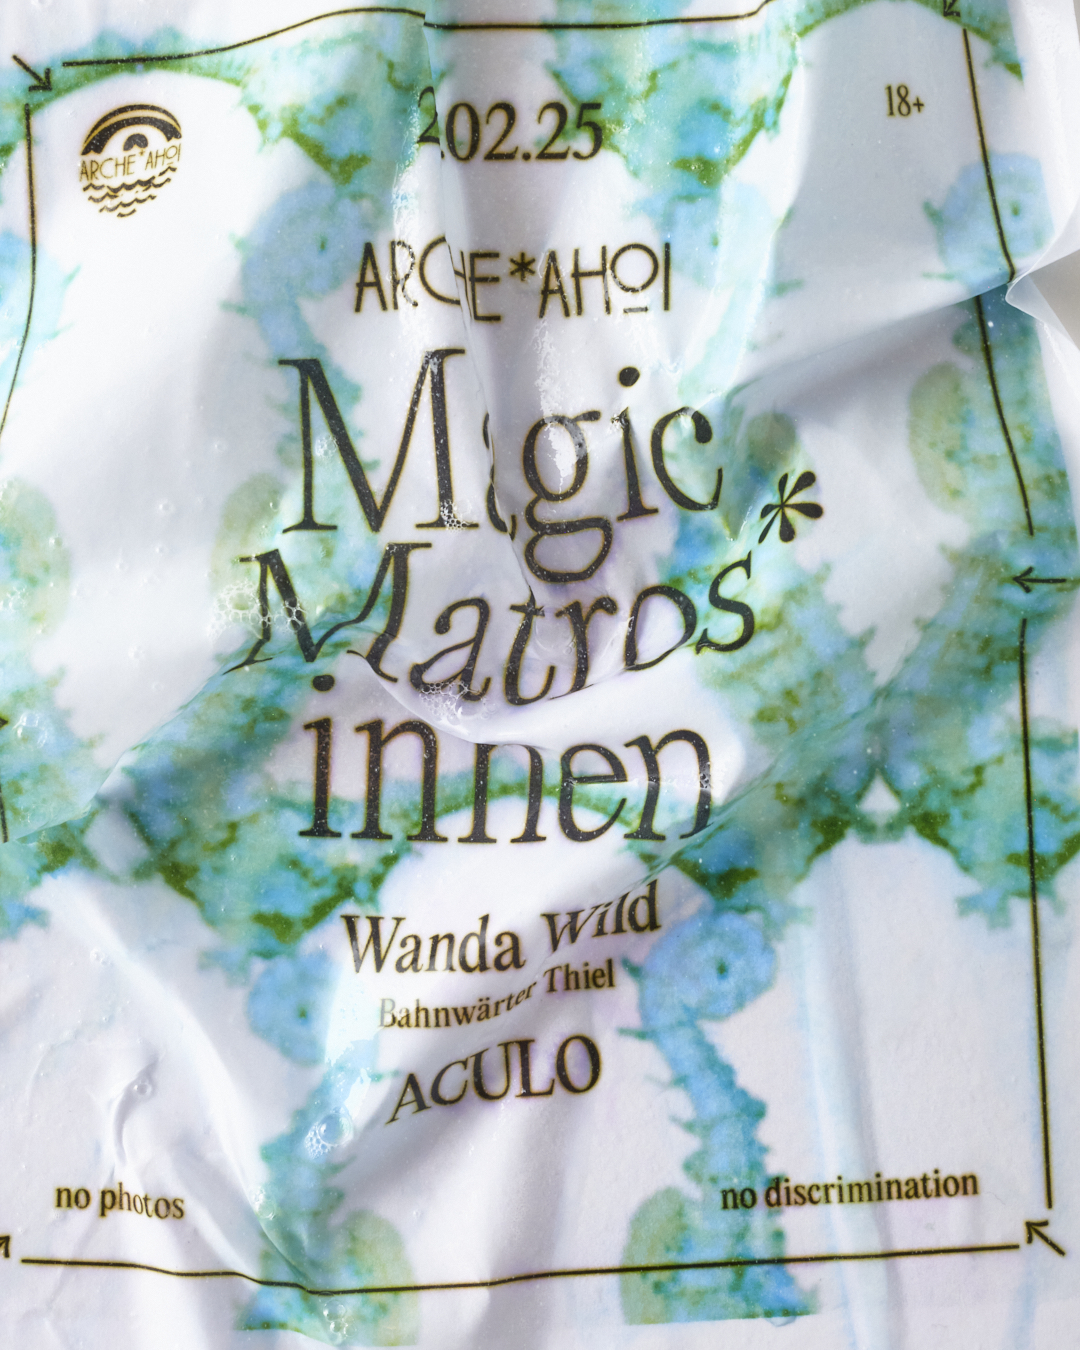 18+
02.25
ARCHE*AHOI
ARCHE*AHOI
Magic
Matros*
innen
Wanda Wild
Bahnwärter Thiel
ACULO
no photos
no discrimination